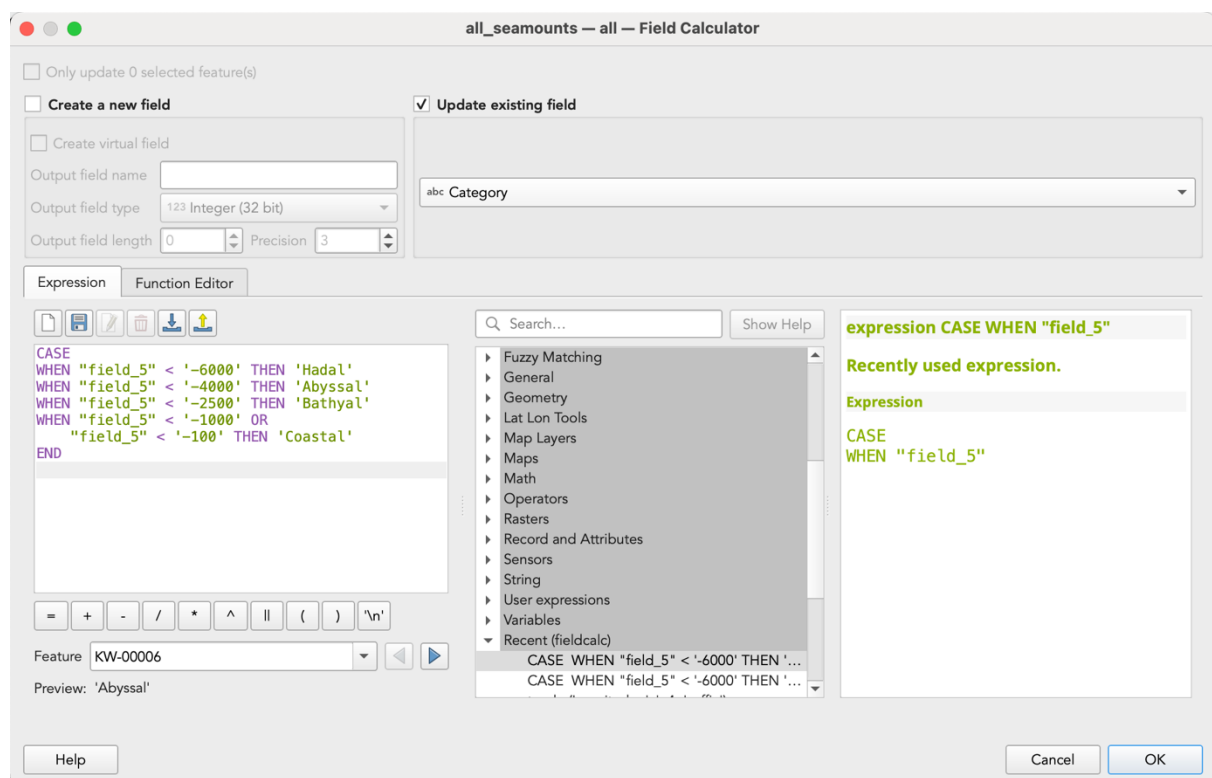 all_seamounts — all — Field Calculator
Only update 0 selected feature(s)
Create a new field
Create virtual field
Output field name
Output field type 123 Integer (32 bit)
Output field length 0 Precision 3
Update existing field
abc Category
Expression Function Editor
CASE
WHEN "field_5" < '-6000' THEN 'Hadal'
WHEN "field_5" < '-4000' THEN 'Abyssal'
WHEN "field_5" < '-2500' THEN 'Bathyal'
WHEN "field_5" < '-1000' OR
"field_5" < '-100' THEN 'Coastal'
END
= + - / * ^ || ( ) '\n'
Feature KW-00006
Preview: 'Abyssal'
Search... Show Help
Fuzzy Matching
General
Geometry
Lat Lon Tools
Map Layers
Maps
Math
Operators
Rasters
Record and Attributes
Sensors
String
User expressions
Variables
Recent (fieldcalc)
CASE WHEN "field_5" < '-6000' THEN '...
CASE WHEN "field_5" < '-6000' THEN '...
expression CASE WHEN "field_5"
Recently used expression.
Expression
CASE
WHEN "field_5"
Help Cancel OK